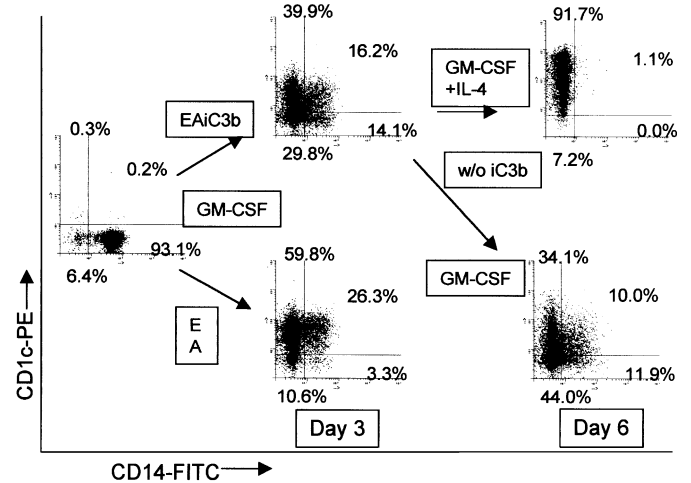 39.9%
91.7%
16.2%
1.1%
GM-CSF
+IL-4
EAiC3b
0.3%
14.1%
0.0%
29.8%
7.2%
0.2%
w/o iC3b
GM-CSF
93.1%
59.8%
34.1%
6.4%
GM-CSF
26.3%
10.0%
E
A
3.3%
11.9%
10.6%
44.0%
Day 3
Day 6
CD1c-PE
CD14-FITC